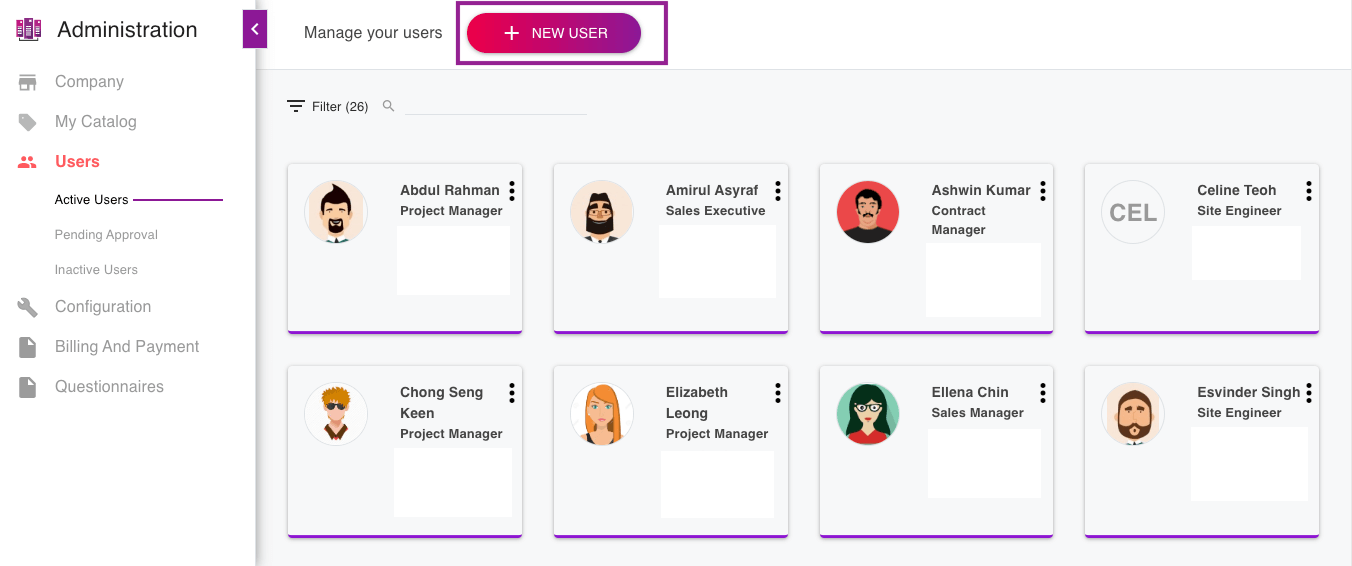 Administration
Company
My Catalog
Users
Active Users
Pending Approval
Inactive Users
Configuration
Billing And Payment
Questionnaires
Manage your users
NEW USER
Filter (26)
Abdul Rahman
Project Manager
Amirul Asyraf
Sales Executive
Ashwin Kumar
Contract
Manager
CEL
Celine Teoh
Site Engineer
Chong Seng
Keen
Project Manager
Elizabeth
Leong
Project Manager
Ellena Chin
Sales Manager
Esvinder Singh
Site Engineer